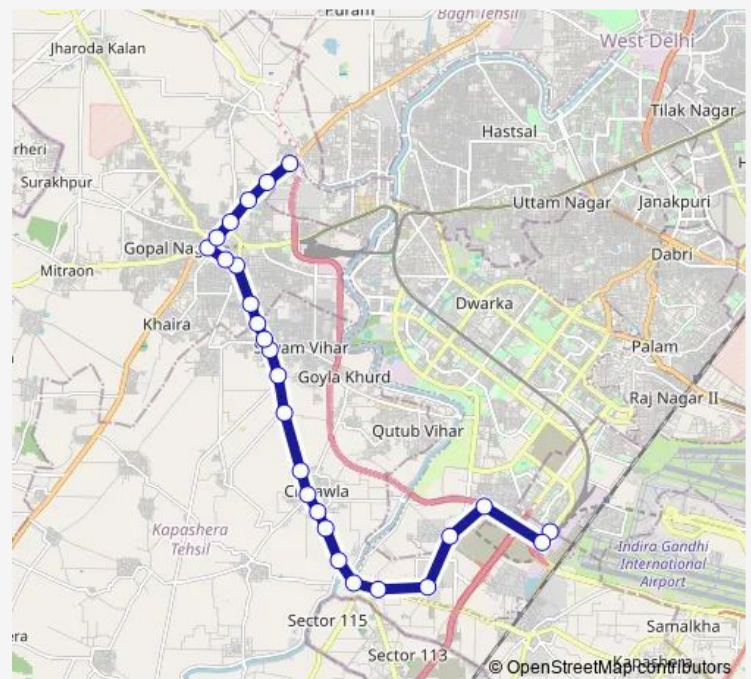 Puram
Bagh Tensil
Jharoda Kalan
West Delhi
Tilak Nagar
Hastsal
rheri
Surakhpur
Uttam Nagar
Janakpuri
Gopal Na
Mitraon
Dabri
Dwarka
Khaira
Palam
am Vihar
Goyla Khurd
Raj Nagar II
Qutub Vihar
awla
Kapashera
Tehsil
Indira Gandhi
International
Airport
era
Sector 115
Samalkha
Sector 113
Kapashera
© OpenStreetMap contributors